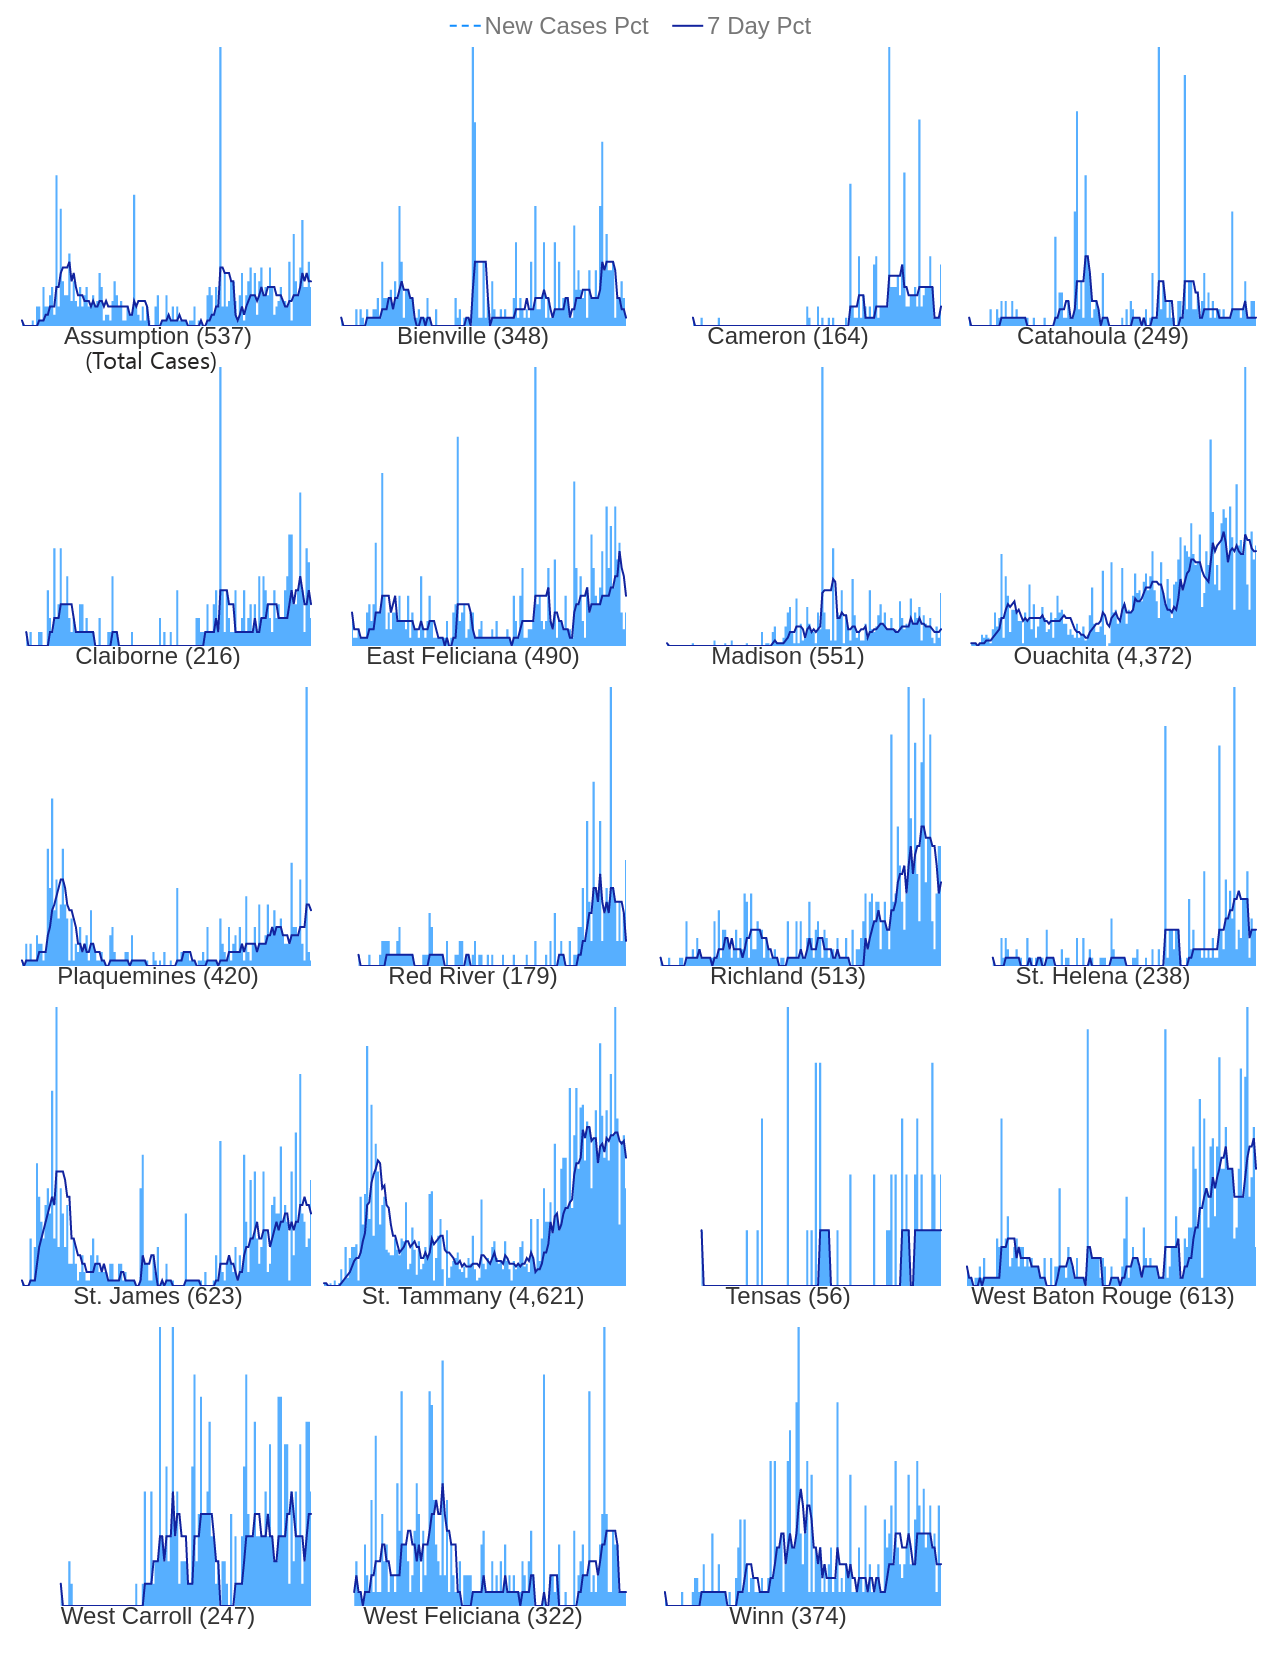 New Cases Pct 7 Day Pct
Assumption (537) Bienville (348) Cameron (164) Catahoula (249)
(Total Cases)
Claiborne (216) East Feliciana (490) Madison (551) Ouachita (4,372)
Plaquemines (420) Red River (179) Richland (513) St. Helena (238)
St. James (623) St. Tammany (4,621) Tensas (56) West Baton Rouge (613)
West Carroll (247) West Feliciana (322) Winn (374)